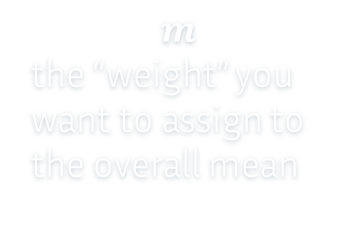 m
the "weight" you
want to assign to
the overall mean